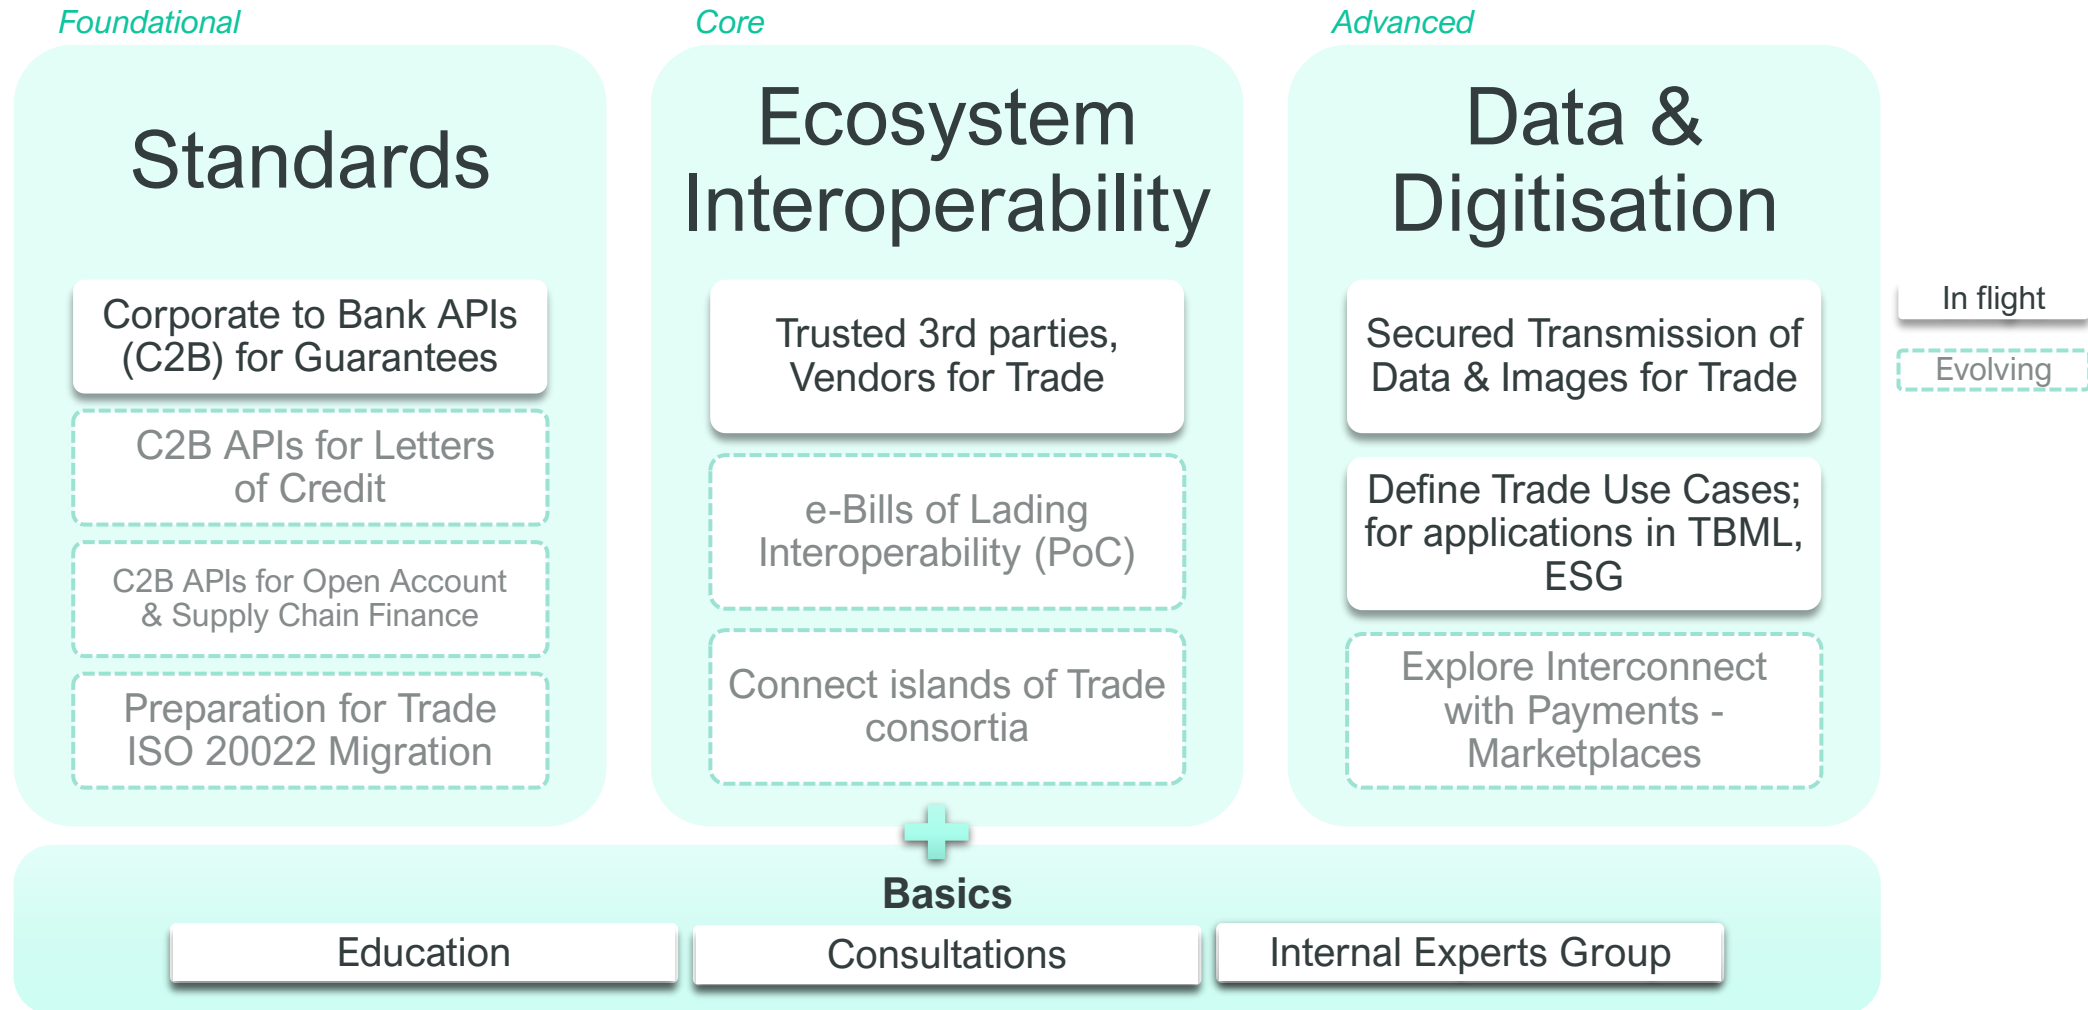 Foundational
Standards
Corporate to Bank APIs
(C2B) for Guarantees
C2B APIs for Letters
of Credit
C2B APIs for Open Account
& Supply Chain Finance
Preparation for Trade
ISO 20022 Migration
Core
Ecosystem
Interoperability
Trusted 3rd parties,
Vendors for Trade
e-Bills of Lading
Interoperability (PoC)
Connect islands of Trade
consortia
Advanced
Data &
Digitisation
Secured Transmission of
Data & Images for Trade
Define Trade Use Cases;
for applications in TBML,
ESG
Explore Interconnect
with Payments -
Marketplaces
In flight
Evolving
Basics
Education
Consultations
Internal Experts Group